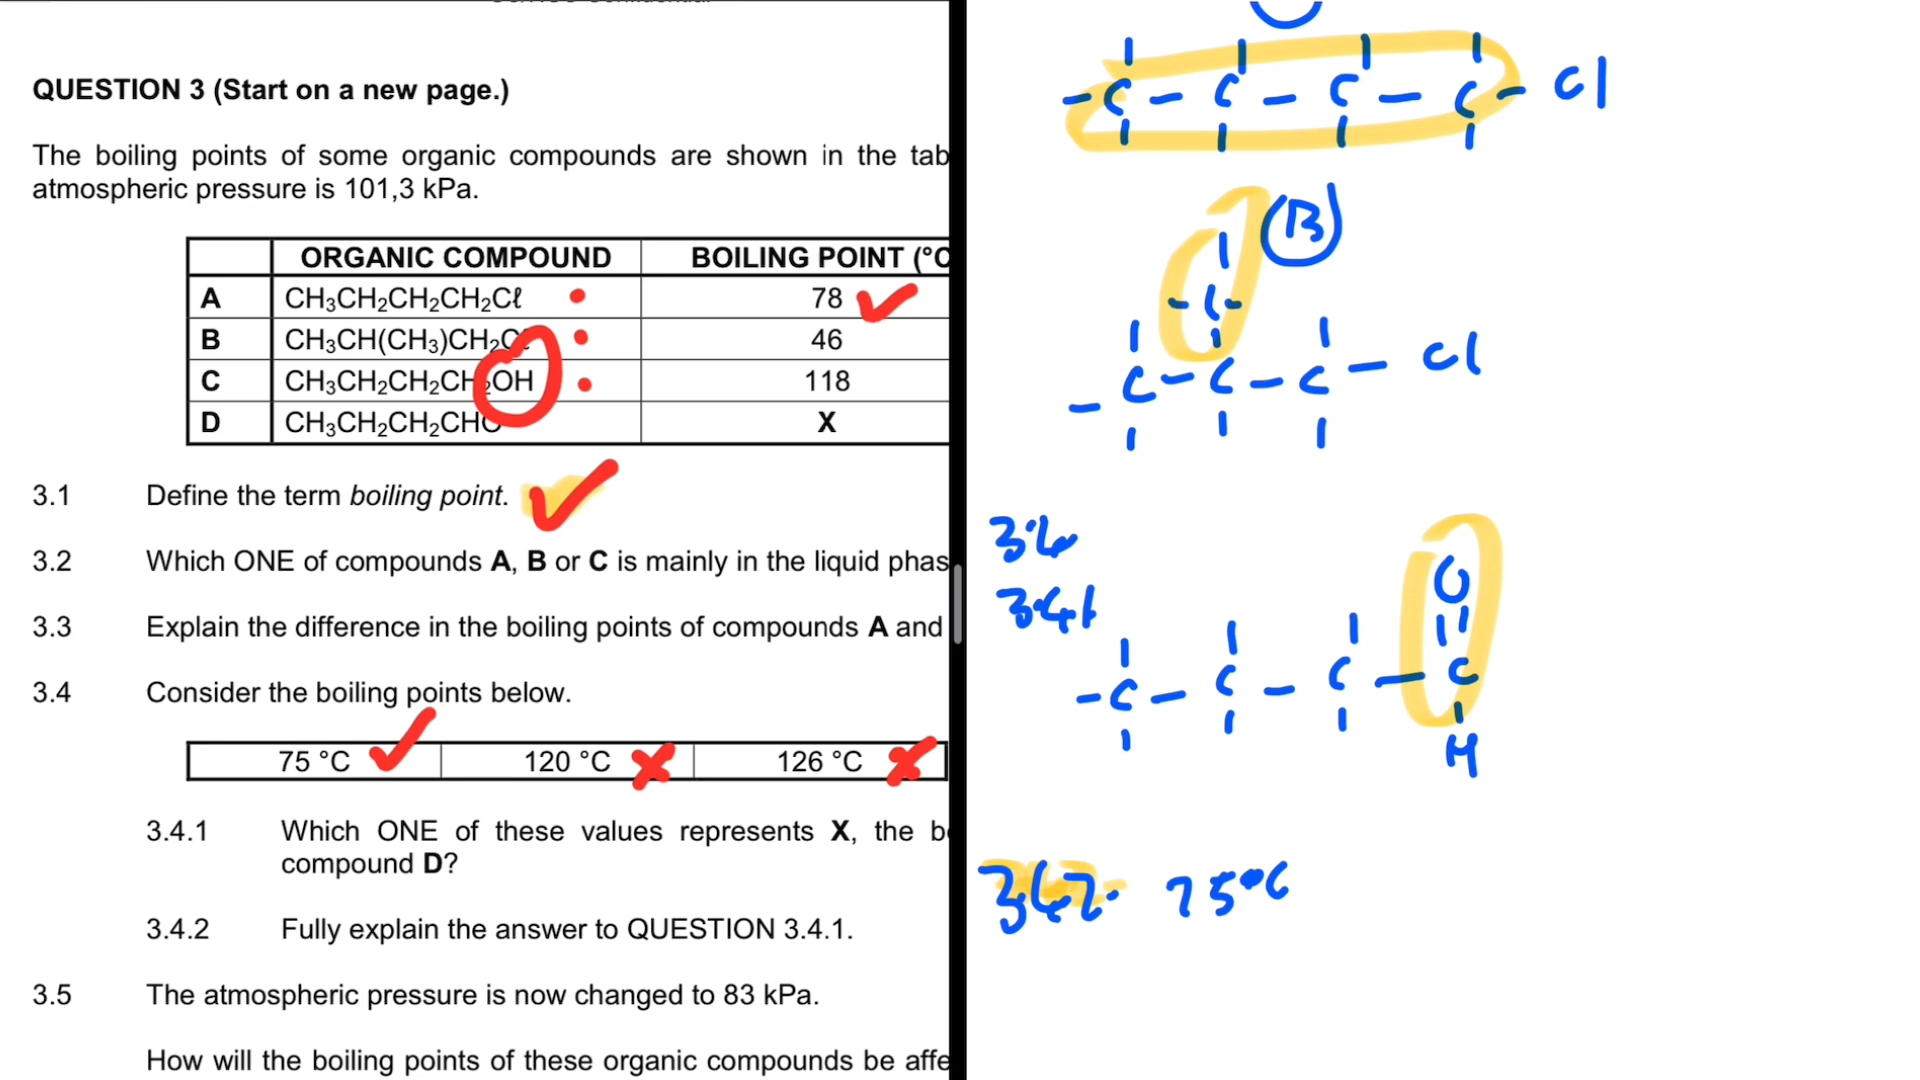 QUESTION 3 (Start on a new page.)
The boiling points of some organic compounds are shown in the tab
atmospheric pressure is 101,3 kPa.
ORGANIC COMPOUND BOILING POINT (°C
A CH₃CH₂CH₂CH₂Cℓ 78
B CH₃CH(CH₃)CH₂C 46
C CH₃CH₂CH₂CH₂OH 118
D CH₃CH₂CH₂CHO X
3.1 Define the term boiling point.
3.2 Which ONE of compounds A, B or C is mainly in the liquid phas
3.3 Explain the difference in the boiling points of compounds A and
3.4 Consider the boiling points below.
75 °C 120 °C 126 °C
3.4.1 Which ONE of these values represents X, the b
compound D?
3.4.2 Fully explain the answer to QUESTION 3.4.1.
3.5 The atmospheric pressure is now changed to 83 kPa.
How will the boiling points of these organic compounds be affe
- C - C - C - C - Cl
B
- C -
- C - C - C - Cl
3.4.1
O
- C - C - C - C
H
3.4.2. 75°C